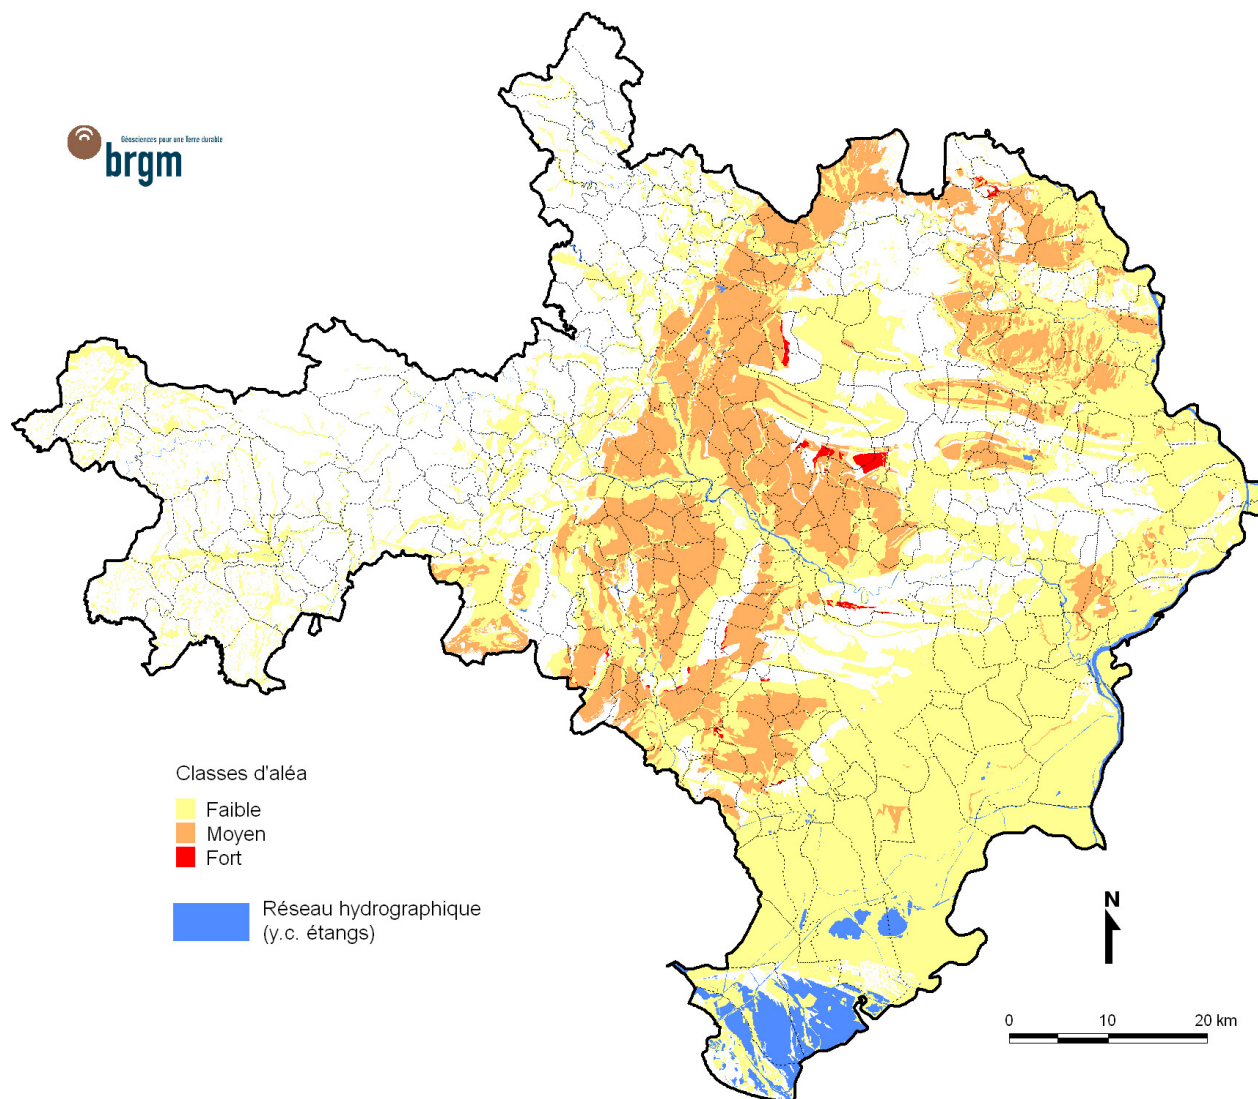 Géosciences pour une Terre durable
brgm
Classes d'aléa
Faible
Moyen
Fort
Réseau hydrographique
(y.c. étangs)
N
0 10 20 km